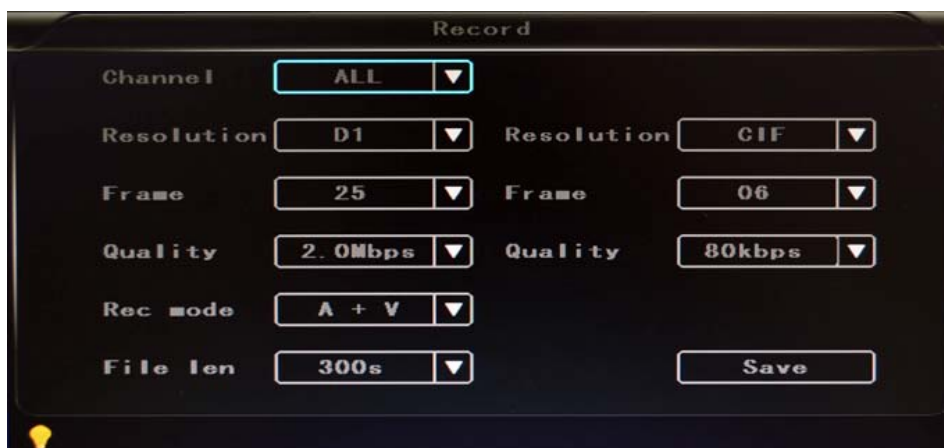 Record
Channel ALL
Resolution D1 Resolution CIF
Frame 25 Frame 06
Quality 2.0Mbps Quality 80kbps
Rec mode A + V
File len 300s Save